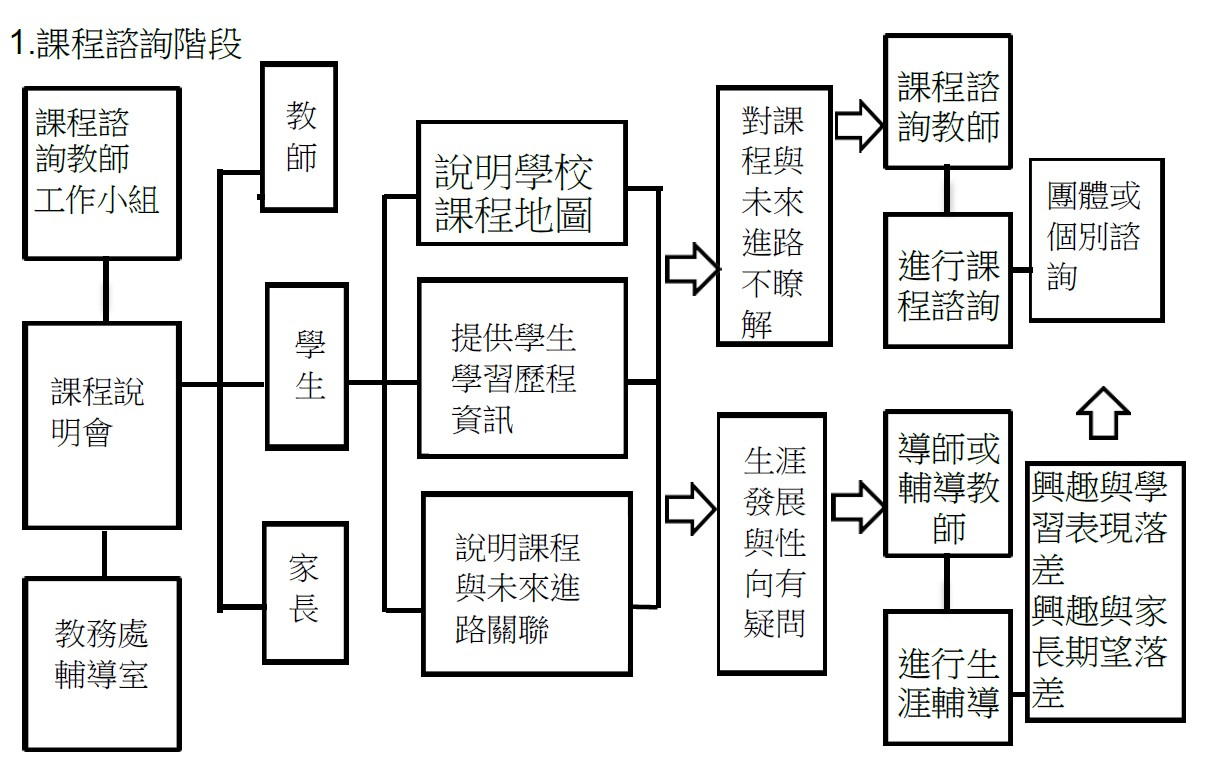 1.課程諮詢階段
課程諮
詢教師
工作小組
課程說
明會
教務處
輔導室
教
師
學
生
家
長
說明學校
課程地圖
提供學生
學習歷程
資訊
說明課程
與未來進
路關聯
對課
程與
未來
進路
不瞭
解
生涯
發展
與性
向有
疑問
課程諮
詢教師
進行課
程諮詢
團體或
個別諮
詢
導師或
輔導教
師
進行生
涯輔導
興趣與學
習表現落
差
興趣與家
長期望落
差